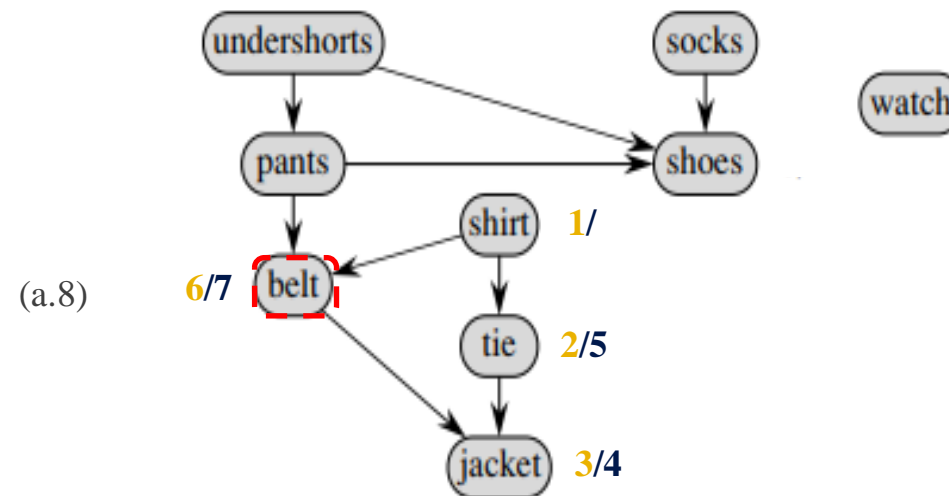 undershorts socks
watch
pants shoes
shirt 1/
(a.8) 6/7 belt
tie 2/5
jacket 3/4